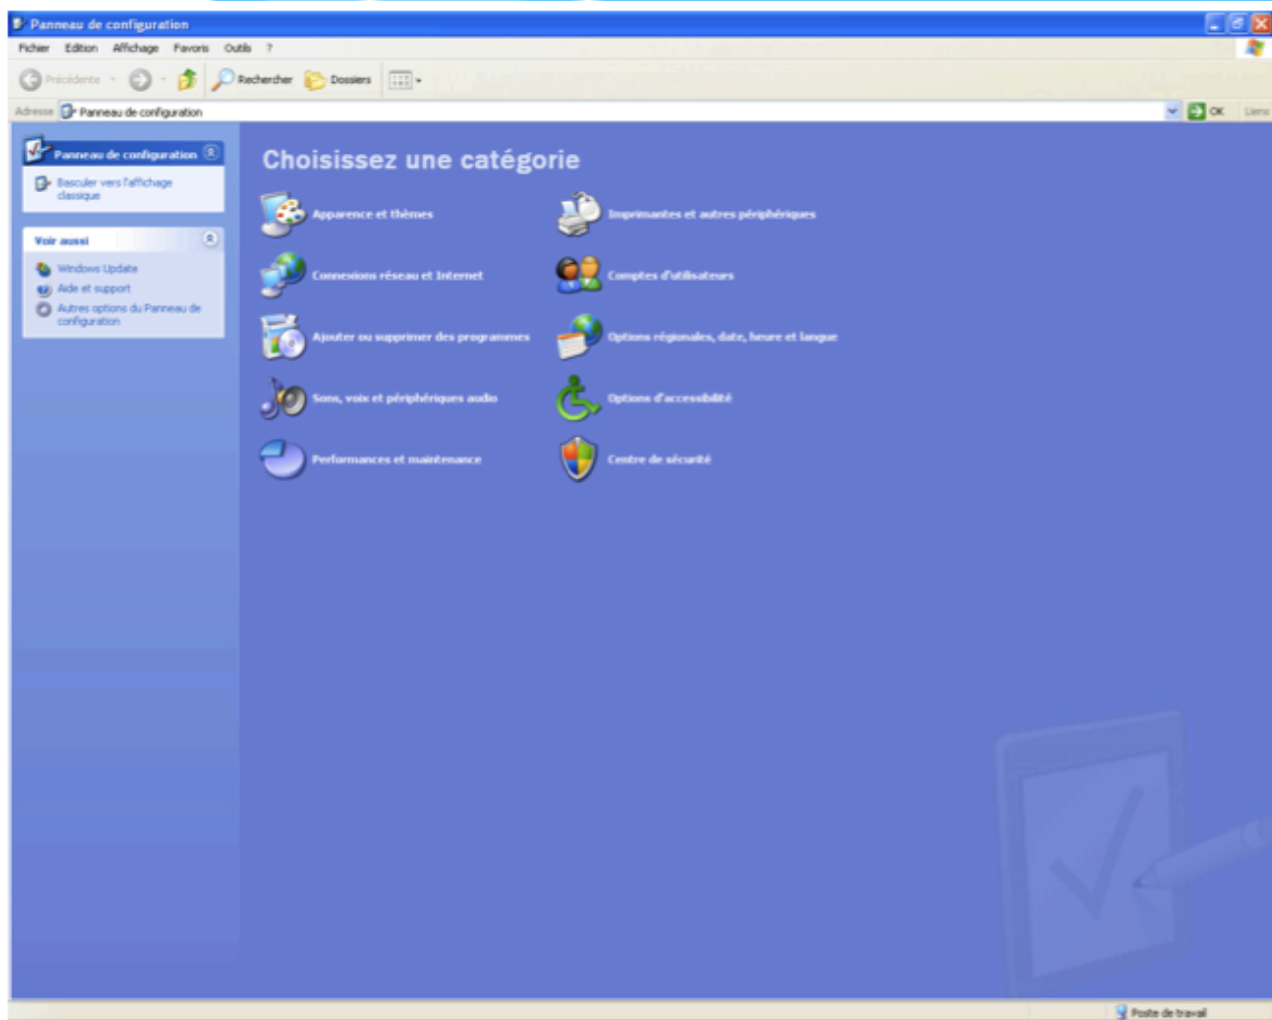 Panneau de configuration
Fichier Edition Affichage Favoris Outils ?
Précédente Rechercher Dossiers
Adresse Panneau de configuration OK Liens
Panneau de configuration
Basculer vers l'affichage
classique
Voir aussi
Windows Update
Aide et support
Autres options du Panneau de
configuration
Choisissez une catégorie
Apparence et thèmes
Imprimantes et autres périphériques
Connexions réseau et Internet
Comptes d'utilisateurs
Ajouter ou supprimer des programmes
Options régionales, date, heure et langue
Sons, voix et périphériques audio
Options d'accessibilité
Performances et maintenance
Centre de sécurité
Poste de travail